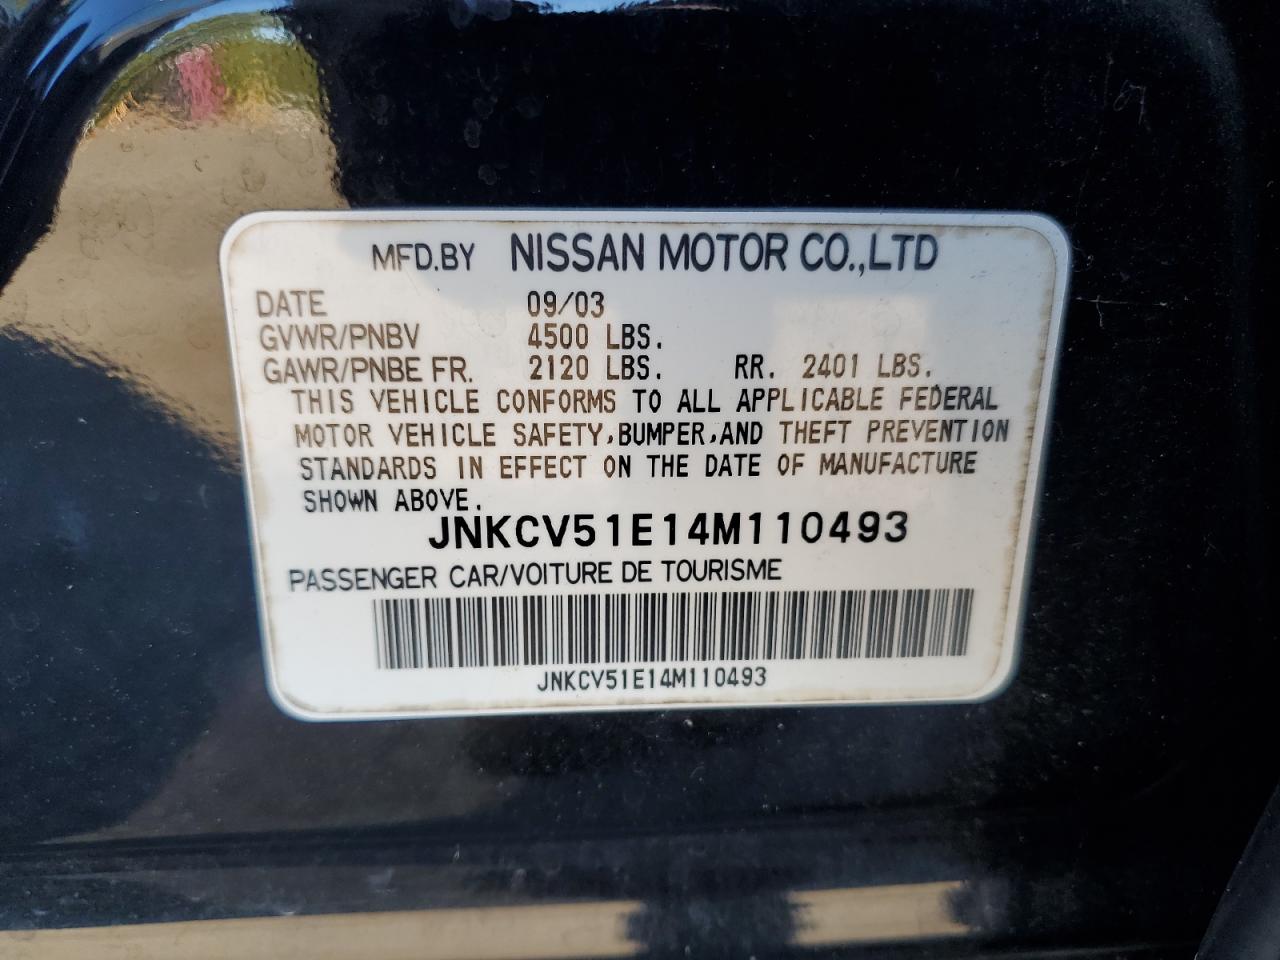 MFD.BY NISSAN MOTOR CO.,LTD
DATE 09/03
GVWR/PNBV 4500 LBS.
GAWR/PNBE FR. 2120 LBS. RR. 2401 LBS.
THIS VEHICLE CONFORMS TO ALL APPLICABLE FEDERAL
MOTOR VEHICLE SAFETY,BUMPER,AND THEFT PREVENTION
STANDARDS IN EFFECT ON THE DATE OF MANUFACTURE
SHOWN ABOVE.
JNKCV51E14M110493
PASSENGER CAR/VOITURE DE TOURISME
JNKCV51E14M110493